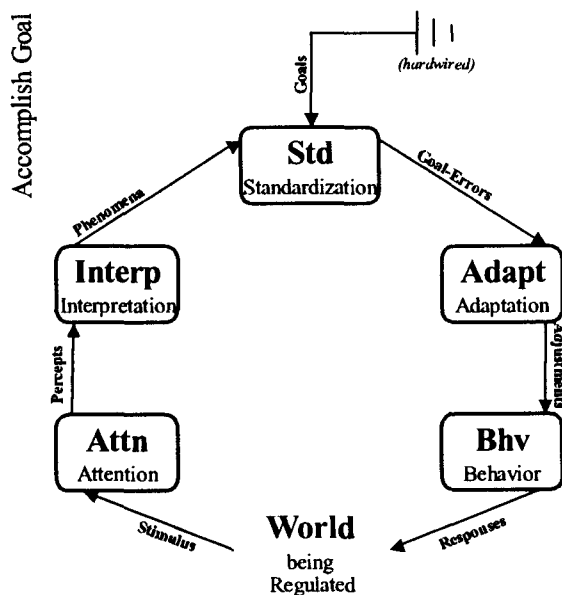 Accomplish Goal
Goals
(hardwired)
Std
Standardization
Phenomena
Goal-Errors
Interp
Interpretation
Adapt
Adaptation
Percepts
Adjustments
Attn
Attention
Bhv
Behavior
Stimulus
World
being
Regulated
Responses